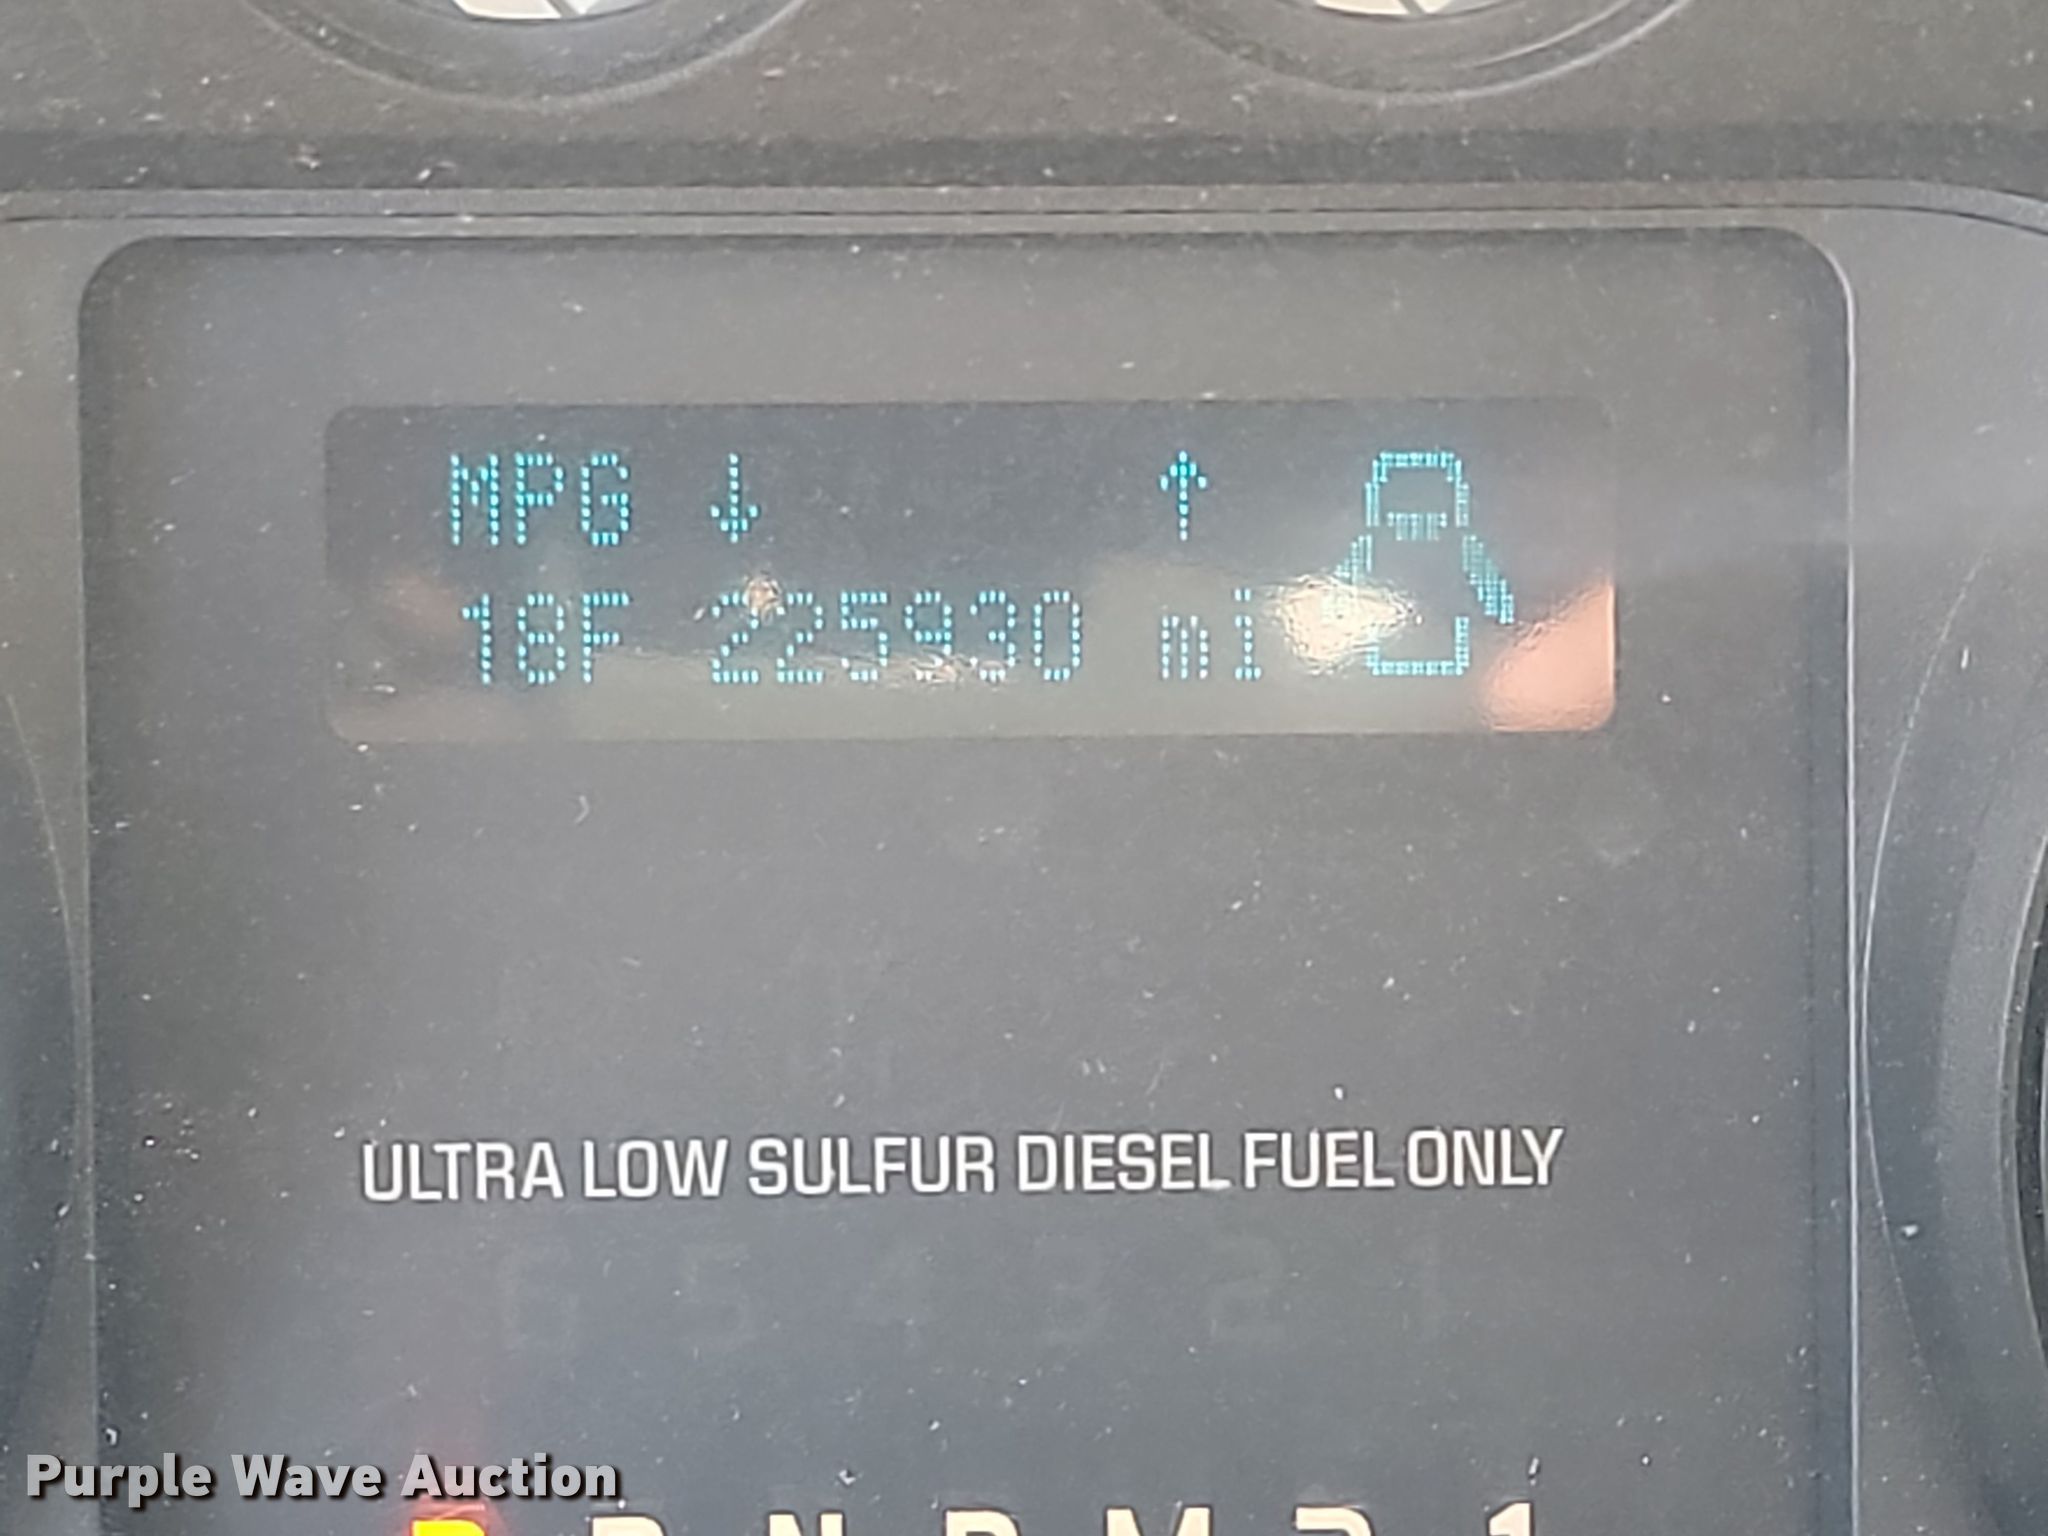 MPG ↓ ↑
18F 225930 mi
ULTRA LOW SULFUR DIESEL FUEL ONLY
Purple Wave Auction